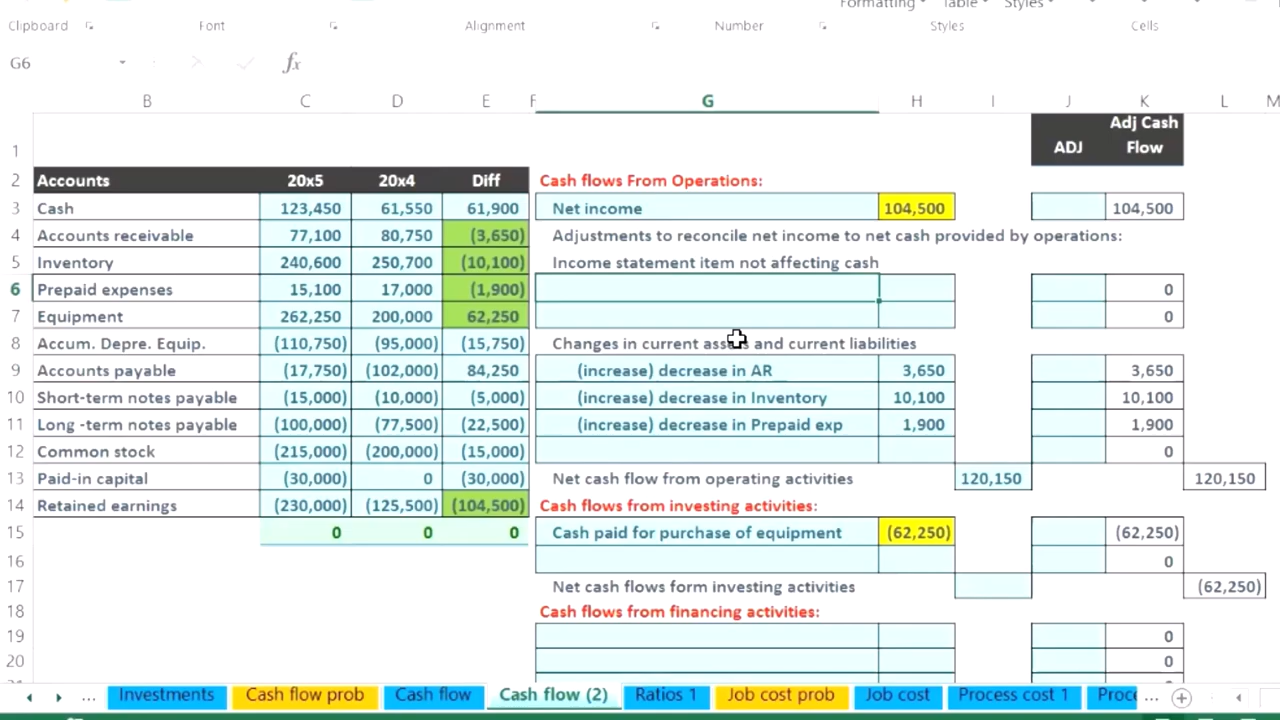 Formatting Table Styles
Clipboard Font Alignment Number Styles Cells
G6 fx
B C D E F G H I J K L M
1 ADJ Adj Cash Flow
2 Accounts 20x5 20x4 Diff Cash flows From Operations:
3 Cash 123,450 61,550 61,900 Net income 104,500 104,500
4 Accounts receivable 77,100 80,750 (3,650) Adjustments to reconcile net income to net cash provided by operations:
5 Inventory 240,600 250,700 (10,100) Income statement item not affecting cash
6 Prepaid expenses 15,100 17,000 (1,900) 0
7 Equipment 262,250 200,000 62,250 0
8 Accum. Depre. Equip. (110,750) (95,000) (15,750) Changes in current assets and current liabilities
9 Accounts payable (17,750) (102,000) 84,250 (increase) decrease in AR 3,650 3,650
10 Short-term notes payable (15,000) (10,000) (5,000) (increase) decrease in Inventory 10,100 10,100
11 Long -term notes payable (100,000) (77,500) (22,500) (increase) decrease in Prepaid exp 1,900 1,900
12 Common stock (215,000) (200,000) (15,000) 0
13 Paid-in capital (30,000) 0 (30,000) Net cash flow from operating activities 120,150 120,150
14 Retained earnings (230,000) (125,500) (104,500) Cash flows from investing activities:
15 0 0 0 Cash paid for purchase of equipment (62,250) (62,250)
16 0
17 Net cash flows form investing activities (62,250)
18 Cash flows from financing activities:
19 0
20 0
... Investments Cash flow prob Cash flow Cash flow (2) Ratios 1 Job cost prob Job cost Process cost 1 Proce ...